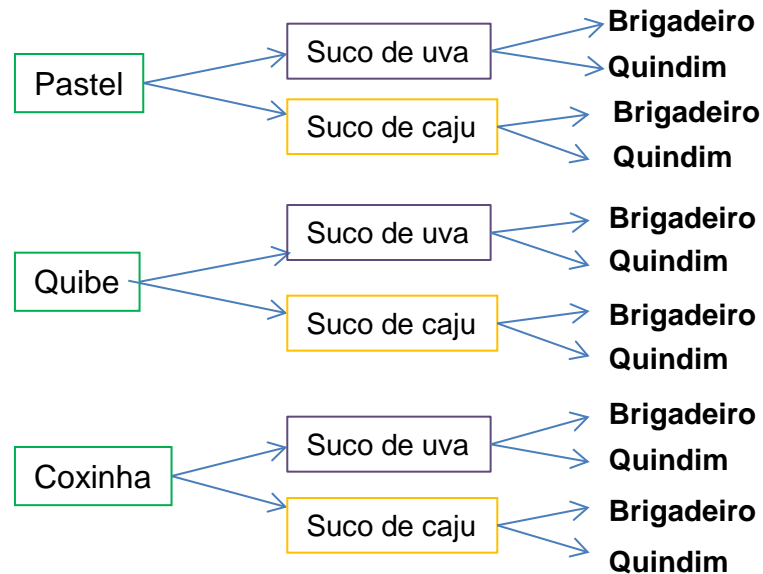 Brigadeiro
Suco de uva
Quindim
Pastel
Brigadeiro
Suco de caju
Quindim
Brigadeiro
Suco de uva
Quindim
Quibe
Brigadeiro
Suco de caju
Quindim
Brigadeiro
Suco de uva
Quindim
Coxinha
Brigadeiro
Suco de caju
Quindim